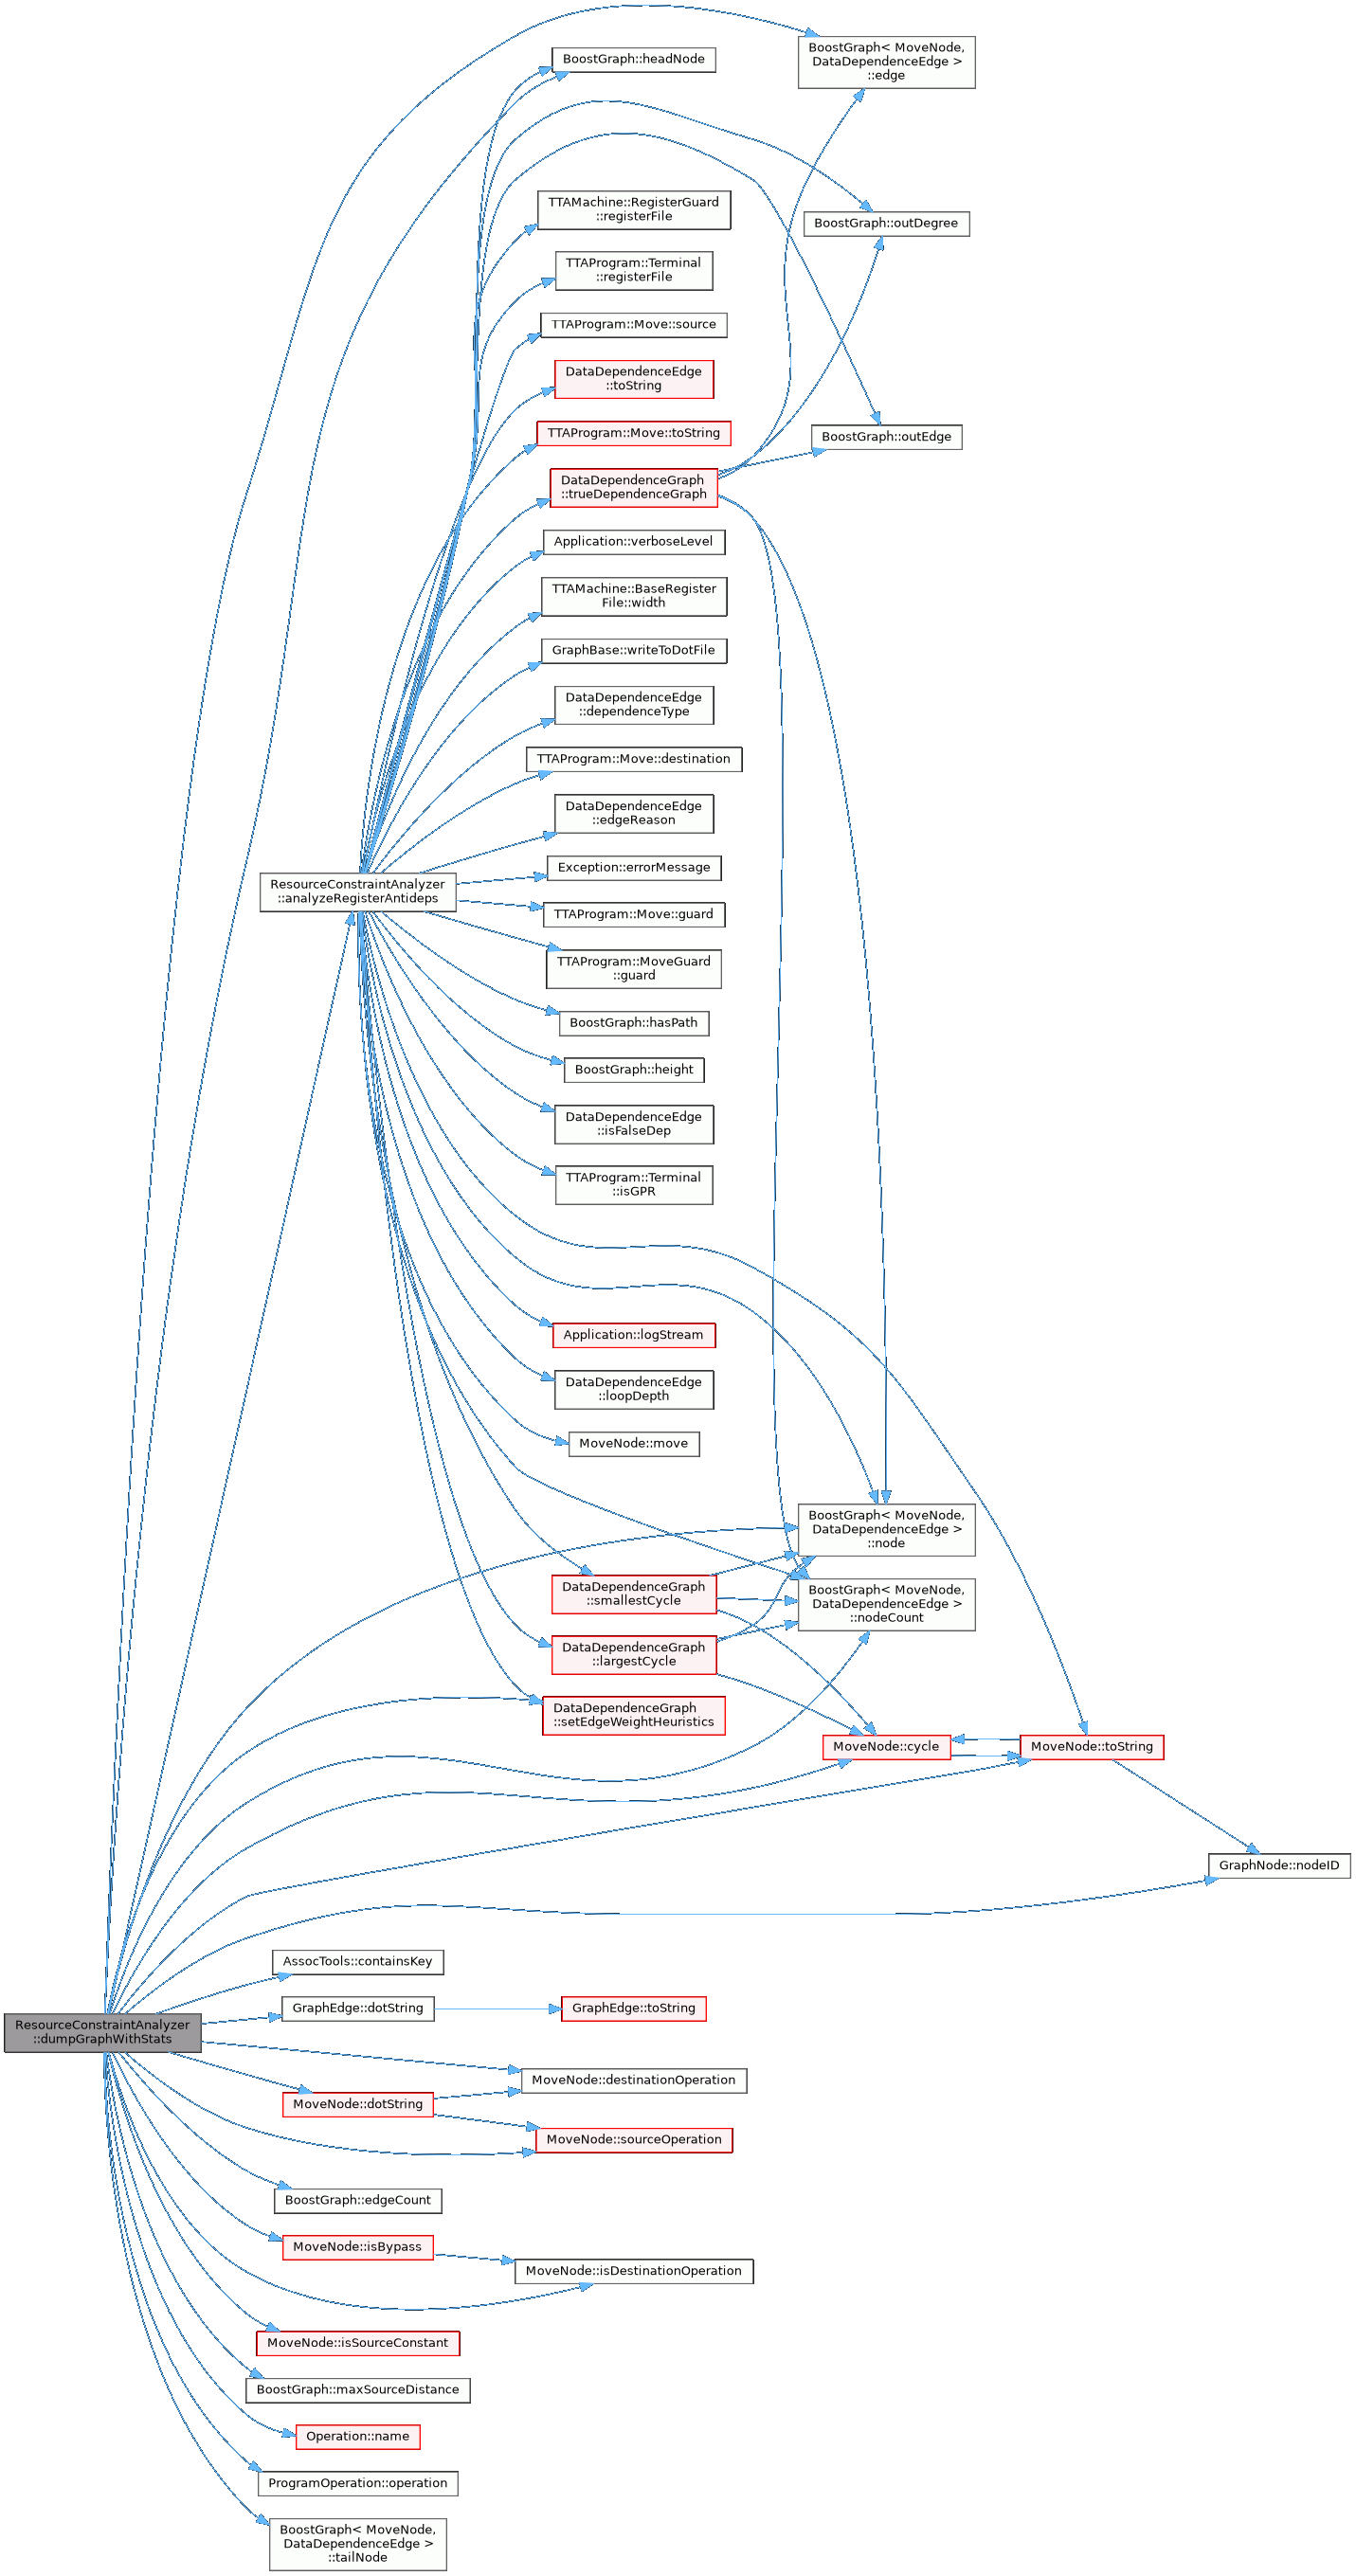 BoostGraph< MoveNode,
DataDependenceEdge >
::edge
BoostGraph::headNode
TTAMachine::RegisterGuard
::registerFile
BoostGraph::outDegree
TTAProgram::Terminal
::registerFile
TTAProgram::Move::source
DataDependenceEdge
::toString
TTAProgram::Move::toString
BoostGraph::outEdge
DataDependenceGraph
::trueDependenceGraph
Application::verboseLevel
TTAMachine::BaseRegister
File::width
GraphBase::writeToDotFile
DataDependenceEdge
::dependenceType
TTAProgram::Move::destination
DataDependenceEdge
::edgeReason
Exception::errorMessage
ResourceConstraintAnalyzer
::analyzeRegisterAntideps
TTAProgram::Move::guard
TTAProgram::MoveGuard
::guard
BoostGraph::hasPath
BoostGraph::height
DataDependenceEdge
::isFalseDep
TTAProgram::Terminal
::isGPR
Application::logStream
DataDependenceEdge
::loopDepth
MoveNode::move
BoostGraph< MoveNode,
DataDependenceEdge >
::node
DataDependenceGraph
::smallestCycle
BoostGraph< MoveNode,
DataDependenceEdge >
::nodeCount
DataDependenceGraph
::largestCycle
DataDependenceGraph
::setEdgeWeightHeuristics
MoveNode::cycle
MoveNode::toString
GraphNode::nodeID
AssocTools::containsKey
GraphEdge::dotString
GraphEdge::toString
ResourceConstraintAnalyzer
::dumpGraphWithStats
MoveNode::destinationOperation
MoveNode::dotString
MoveNode::sourceOperation
BoostGraph::edgeCount
MoveNode::isBypass
MoveNode::isDestinationOperation
MoveNode::isSourceConstant
BoostGraph::maxSourceDistance
Operation::name
ProgramOperation::operation
BoostGraph< MoveNode,
DataDependenceEdge >
::tailNode